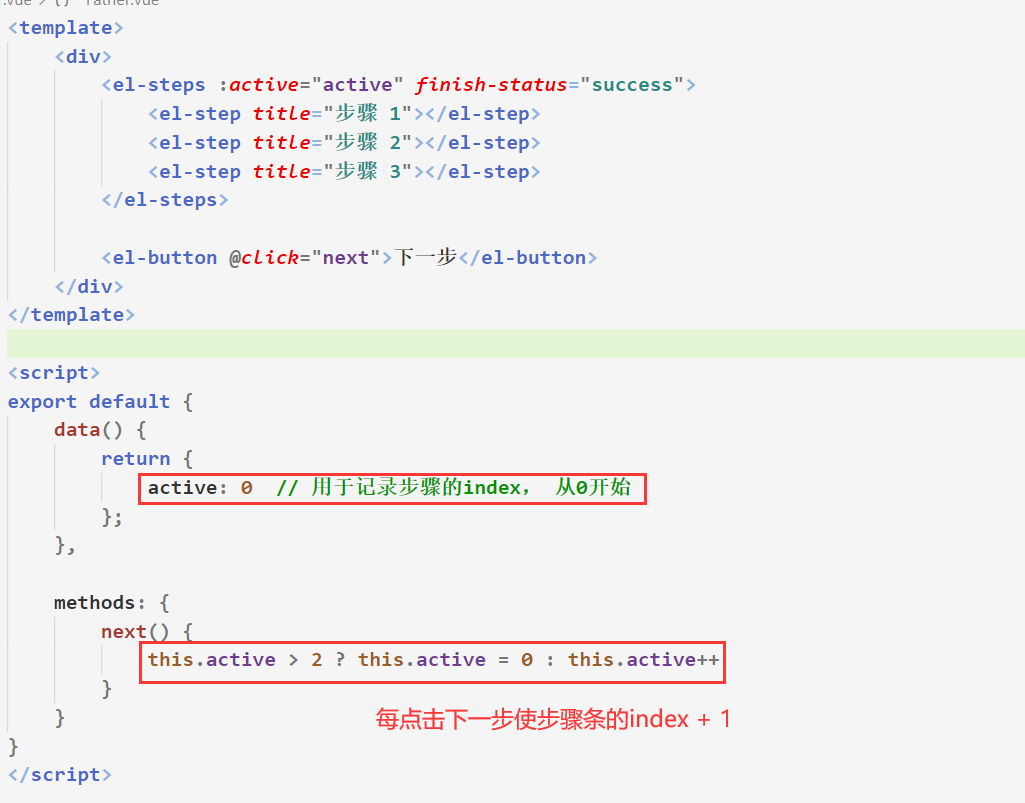 .vue > {} Father.vue
<template>
<div>
<el-steps :active="active" finish-status="success">
<el-step title="步骤 1"></el-step>
<el-step title="步骤 2"></el-step>
<el-step title="步骤 3"></el-step>
</el-steps>
<el-button @click="next">下一步</el-button>
</div>
</template>
<script>
export default {
data() {
return {
active: 0  // 用于记录步骤的index， 从0开始
};
},
methods: {
next() {
this.active > 2 ? this.active = 0 : this.active++
}
每点击下一步使步骤条的index + 1
}
}
</script>